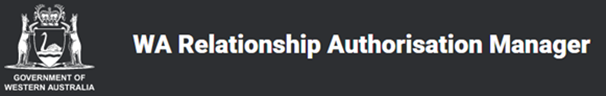 WA Relationship Authorisation Manager
GOVERNMENT OF
WESTERN AUSTRALIA